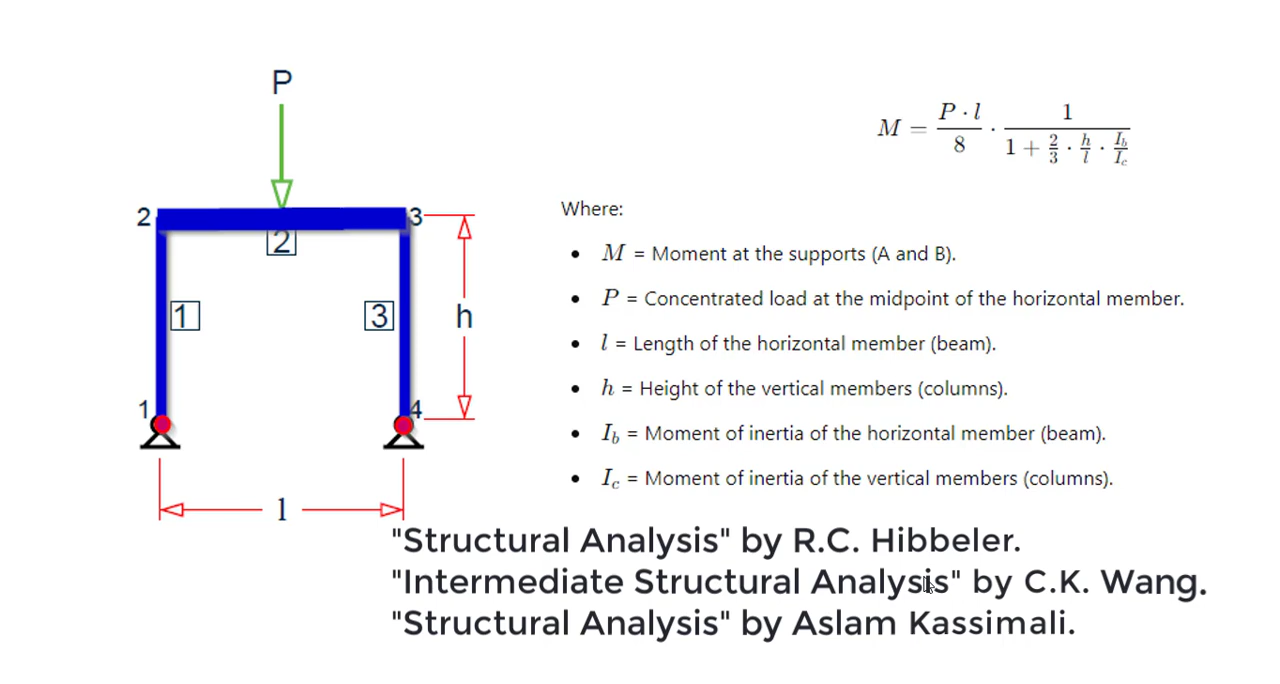 P
M = P · l / 8 · 1 / (1 + 2/3 · h/l · I_b/I_c)
2
3
2
Where:
• M = Moment at the supports (A and B).
1
3
h
• P = Concentrated load at the midpoint of the horizontal member.
• l = Length of the horizontal member (beam).
1
4
• h = Height of the vertical members (columns).
• I_b = Moment of inertia of the horizontal member (beam).
• I_c = Moment of inertia of the vertical members (columns).
l
"Structural Analysis" by R.C. Hibbeler.
"Intermediate Structural Analysis" by C.K. Wang.
"Structural Analysis" by Aslam Kassimali.